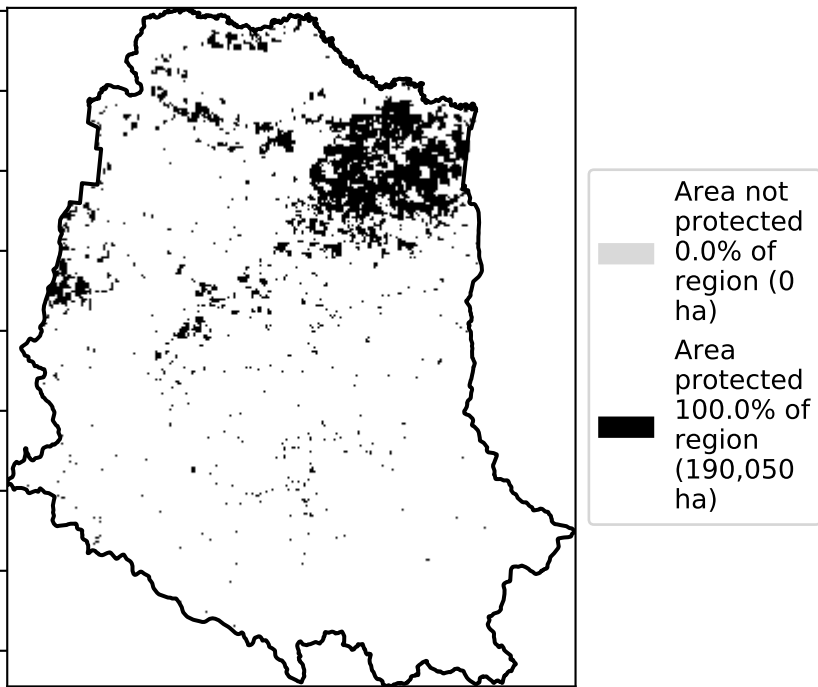 Area not
protected
0.0% of
region (0
ha)
Area
protected
100.0% of
region
(190,050
ha)